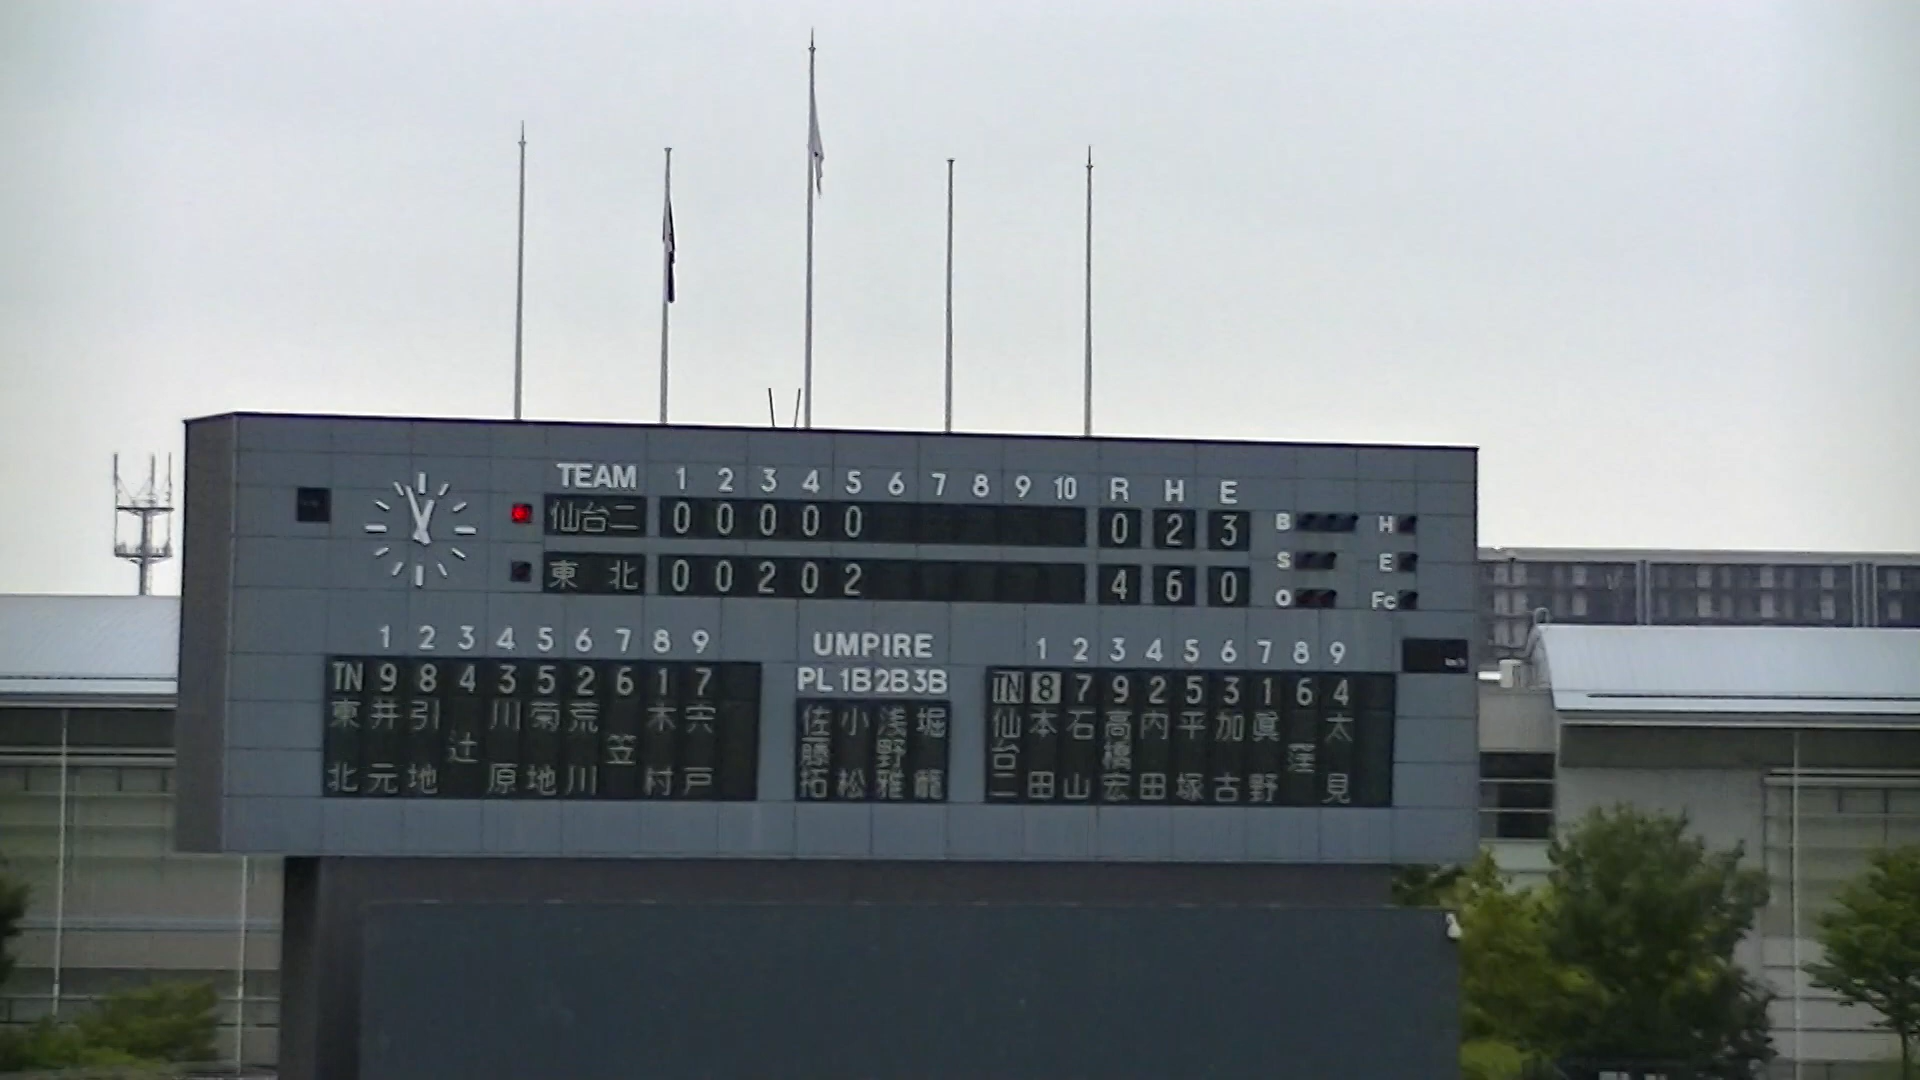 TEAM 1 2 3 4 5 6 7 8 9 10 R H E
仙台二 0 0 0 0 0 0 2 3 B H
東北 0 0 2 0 2 4 6 0 S E
O Fc
1 2 3 4 5 6 7 8 9
TN 9 8 4 3 5 2 6 1 7
東北 井元 引地 辻 川原 菊地 荒川 笠 木村 宍戸
UMPIRE
PL 1B 2B 3B
佐藤拓 小松 浅野雅 堀籠
1 2 3 4 5 6 7 8 9
TN 8 7 9 2 5 3 1 6 4
仙台二 本田 石山 高橋宏 内田 平塚 加古 眞野 窪 太見
km/h